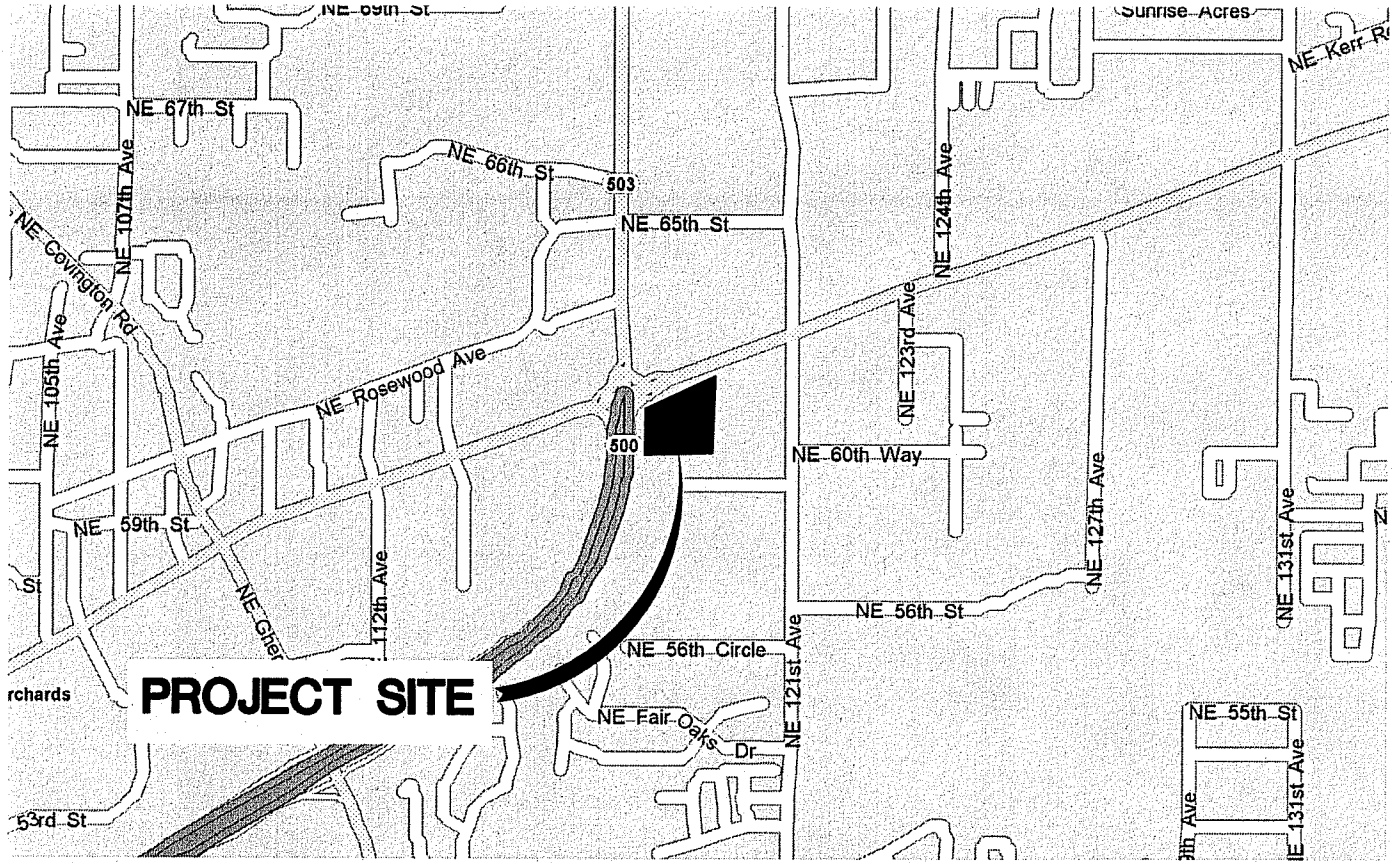 NE 69th St
Sunrise Acres
NE Kerr
NE 67th St
NE 66th St
503
NE 65th St
NE 107th Ave
NE 124th Ave
NE Covington Rd
NE 105th Ave
NE Rosewood Ave
NE 123rd Ave
500
NE 60th Way
NE 59th St
NE 127th Ave
NE 131st Ave
St
112th Ave
NE Gher
NE 56th St
NE 56th Circle
NE 121st Ave
rchards
PROJECT SITE
NE Fair Oaks Dr
NE 55th St
53rd St
9th Ave
NE 131st Ave